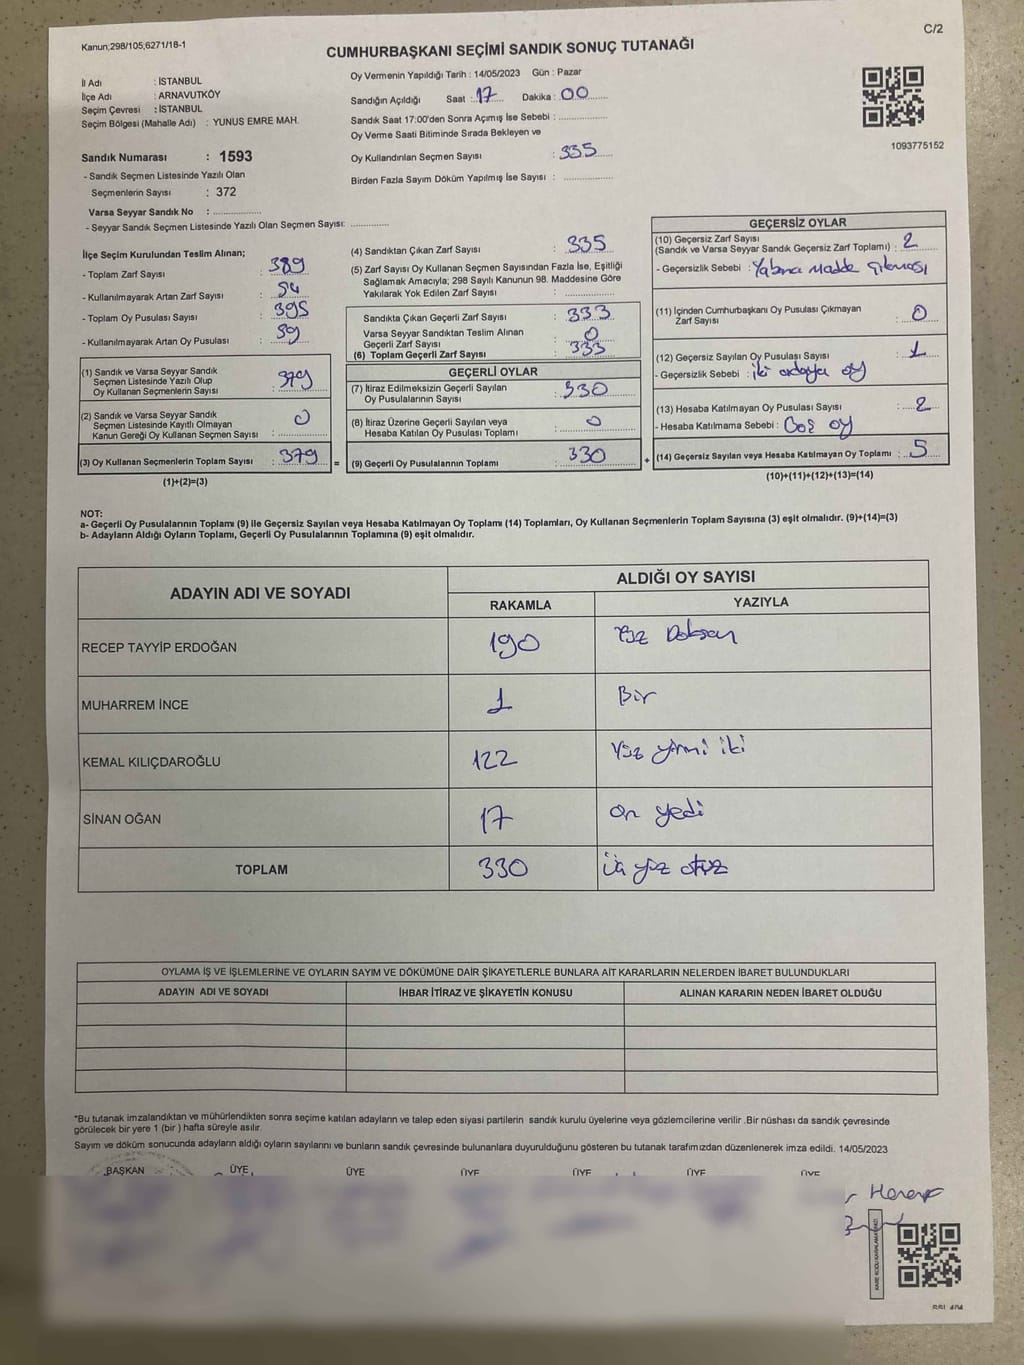 Kanun;298/105,6271/18-1
C/2
CUMHURBAŞKANI SEÇİMİ SANDIK SONUÇ TUTANAĞI
İl Adı : İSTANBUL
İlçe Adı : ARNAVUTKÖY
Seçim Çevresi : İSTANBUL
Seçim Bölgesi (Mahalle Adı) : YUNUS EMRE MAH.
Oy Vermenin Yapıldığı Tarih : 14/05/2023 Gün : Pazar
Sandığın Açıldığı Saat : 17 Dakika : 00
Sandık Saat 17:00'den Sonra Açımış İse Sebebi :
Oy Verme Saati Bitiminde Sırada Bekleyen ve
Oy Kullandırılan Seçmen Sayısı : 335
Birden Fazla Sayım Döküm Yapılmış İse Sayısı :
1093775152
Sandık Numarası : 1593
- Sandık Seçmen Listesinde Yazılı Olan
Seçmenlerin Sayısı : 372
Varsa Seyyar Sandık No :
- Seyyar Sandık Seçmen Listesinde Yazılı Olan Seçmen Sayısı:
İlçe Seçim Kurulundan Teslim Alınan;
- Toplam Zarf Sayısı : 389
- Kullanılmayarak Artan Zarf Sayısı : 54
- Toplam Oy Pusulası Sayısı : 395
- Kullanılmayarak Artan Oy Pusulası : 59
(1) Sandık ve Varsa Seyyar Sandık
Seçmen Listesinde Yazılı Olup
Oy Kullanan Seçmenlerin Sayısı : 379
(2) Sandık ve Varsa Seyyar Sandık
Seçmen Listesinde Kayıtlı Olmayan
Kanun Gereği Oy Kullanan Seçmen Sayısı : 0
(3) Oy Kullanan Seçmenlerin Toplam Sayısı : 379
(1)+(2)=(3)
(4) Sandıktan Çıkan Zarf Sayısı : 335
(5) Zarf Sayısı Oy Kullanan Seçmen Sayısından Fazla İse, Eşitliği
Sağlamak Amacıyla; 298 Sayılı Kanunun 98. Maddesine Göre
Yakılarak Yok Edilen Zarf Sayısı :
Sandıkta Çıkan Geçerli Zarf Sayısı : 333
Varsa Seyyar Sandıktan Teslim Alınan
Geçerli Zarf Sayısı : 0
(6) Toplam Geçerli Zarf Sayısı : 333
GEÇERLİ OYLAR
(7) İtiraz Edilmeksizin Geçerli Sayılan
Oy Pusulalarının Sayısı : 330
(8) İtiraz Üzerine Geçerli Sayılan veya
Hesaba Katılan Oy Pusulası Toplamı : 0
= (9) Geçerli Oy Pusulalarının Toplamı : 330
GEÇERSİZ OYLAR
(10) Geçersiz Zarf Sayısı
(Sandık ve Varsa Seyyar Sandık Geçersiz Zarf Toplamı) : 2
- Geçersizlik Sebebi : Yabancı Madde Çıkması
(11) İçinden Cumhurbaşkanı Oy Pusulası Çıkmayan
Zarf Sayısı : 0
(12) Geçersiz Sayılan Oy Pusulası Sayısı : 1
- Geçersizlik Sebebi : iki adaya oy
(13) Hesaba Katılmayan Oy Pusulası Sayısı : 2
- Hesaba Katılmama Sebebi : Boş oy
+ (14) Geçersiz Sayılan veya Hesaba Katılmayan Oy Toplamı : 5
(10)+(11)+(12)+(13)=(14)
NOT:
a- Geçerli Oy Pusulalarının Toplamı (9) ile Geçersiz Sayılan veya Hesaba Katılmayan Oy Toplamı (14) Toplamları, Oy Kullanan Seçmenlerin Toplam Sayısına (3) eşit olmalıdır. (9)+(14)=(3)
b- Adayların Aldığı Oyların Toplamı, Geçerli Oy Pusulalarının Toplamına (9) eşit olmalıdır.
ADAYIN ADI VE SOYADI
ALDIĞI OY SAYISI
RAKAMLA YAZIYLA
RECEP TAYYİP ERDOĞAN 190 Yüz Doksan
MUHARREM İNCE 1 Bir
KEMAL KILIÇDAROĞLU 122 Yüz yirmi iki
SİNAN OĞAN 17 on yedi
TOPLAM 330 Üç yüz otuz
OYLAMA İŞ VE İŞLEMLERİNE VE OYLARIN SAYIM VE DÖKÜMÜNE DAİR ŞİKAYETLERLE BUNLARA AİT KARARLARIN NELERDEN İBARET BULUNDUKLARI
ADAYIN ADI VE SOYADI İHBAR İTİRAZ VE ŞİKAYETİN KONUSU ALINAN KARARIN NEDEN İBARET OLDUĞU
*Bu tutanak imzalandıktan ve mühürlendikten sonra seçime katılan adayların ve talep eden siyasi partilerin sandık kurulu üyelerine veya gözlemcilerine verilir .Bir nüshası da sandık çevresinde
görülecek bir yere 1 (bir ) hafta süreyle asılır.
Sayım ve döküm sonucunda adayların aldığı oyların sayılarını ve bunların sandık çevresinde bulunanlara duyurulduğunu gösteren bu tutanak tarafımızdan düzenlenerek imza edildi. 14/05/2023
BAŞKAN ÜYE ÜYE ÜYE ÜYE ÜYE ÜYE